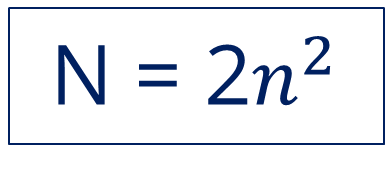 N = 2n²